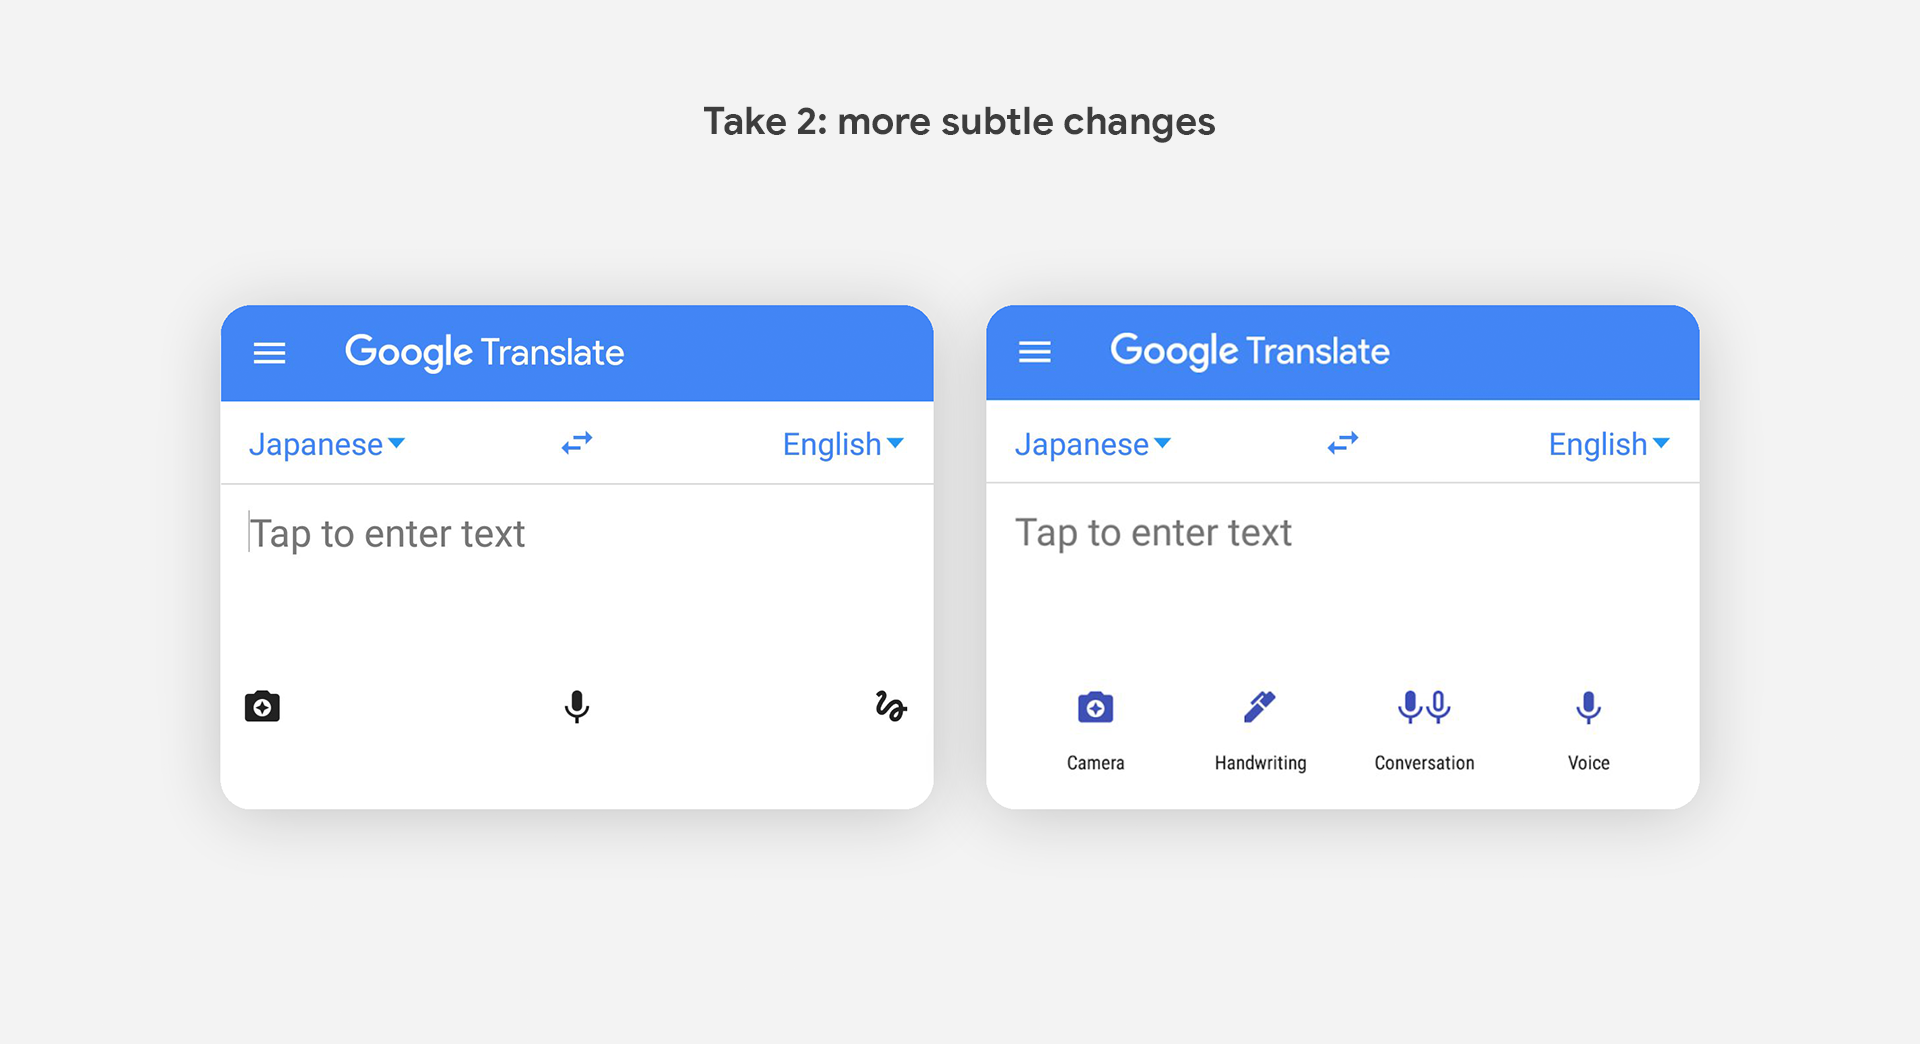 Take 2: more subtle changes
Google Translate
Japanese
English
Tap to enter text
Google Translate
Japanese
English
Tap to enter text
Camera
Handwriting
Conversation
Voice